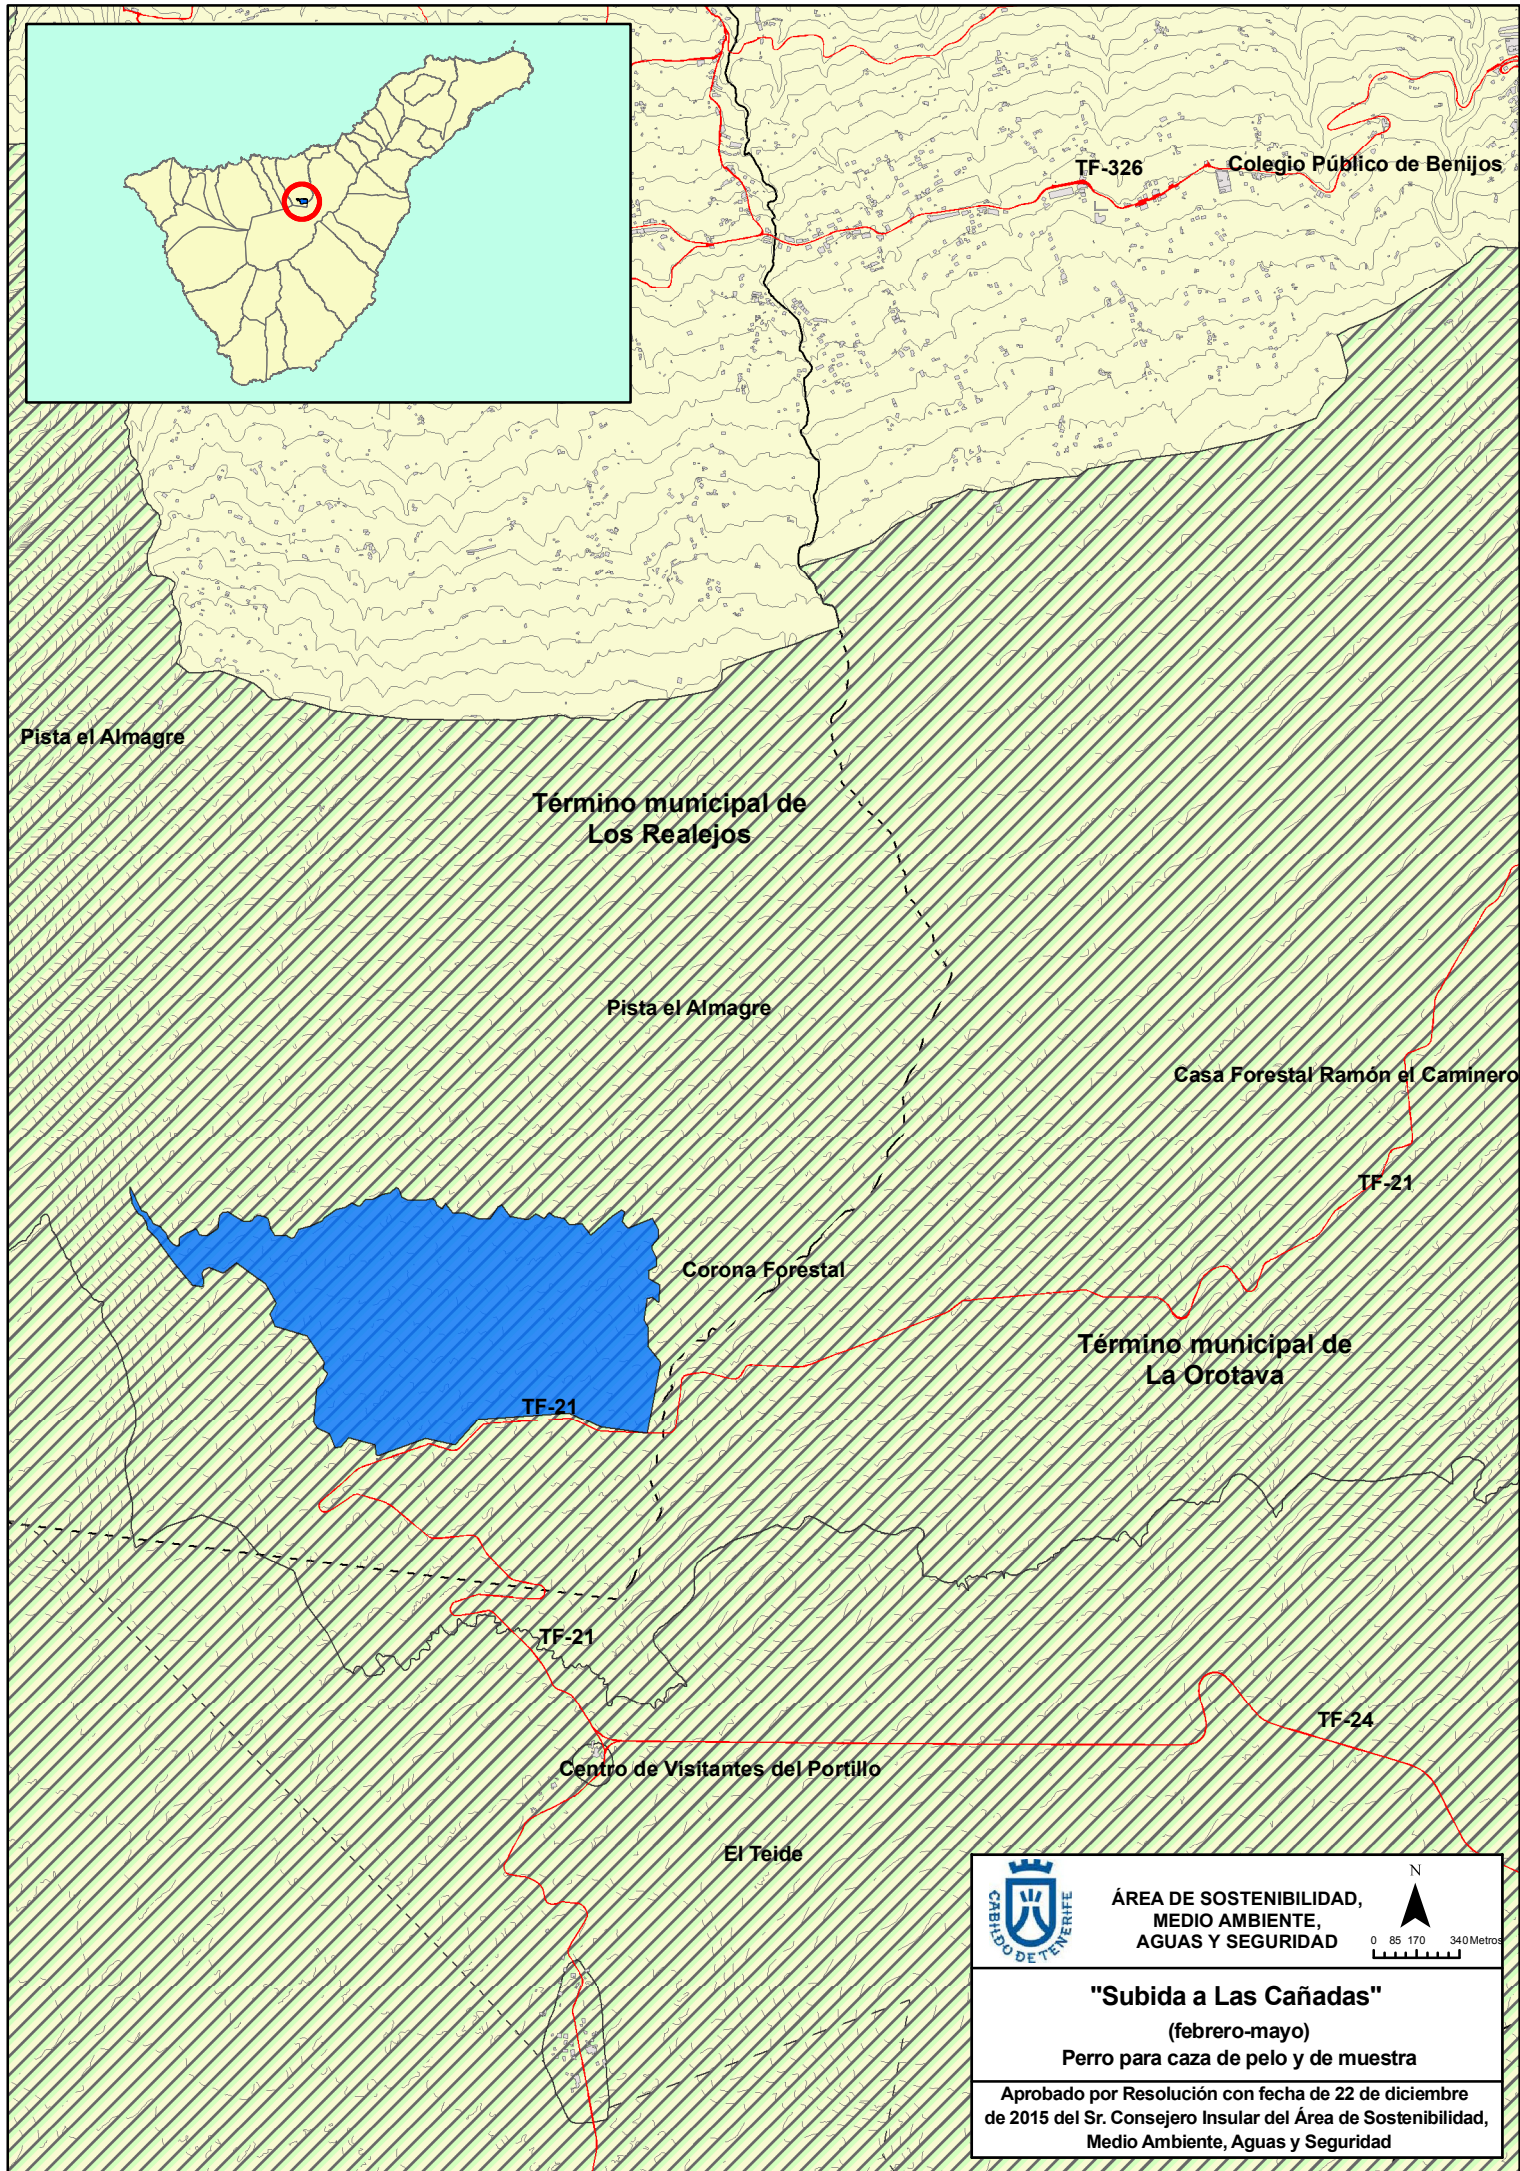 TF-326
Colegio Público de Benijos
Pista el Almagre
Término municipal de
Los Realejos
Pista el Almagre
Casa Forestal Ramón el Caminero
TF-21
Corona Forestal
Término municipal de
La Orotava
TF-21
TF-21
TF-24
Centro de Visitantes del Portillo
El Teide
CABILDO DE TENERIFE
ÁREA DE SOSTENIBILIDAD,
MEDIO AMBIENTE,
AGUAS Y SEGURIDAD
N
0 85 170 340 Metros
"Subida a Las Cañadas"
(febrero-mayo)
Perro para caza de pelo y de muestra
Aprobado por Resolución con fecha de 22 de diciembre
de 2015 del Sr. Consejero Insular del Área de Sostenibilidad,
Medio Ambiente, Aguas y Seguridad